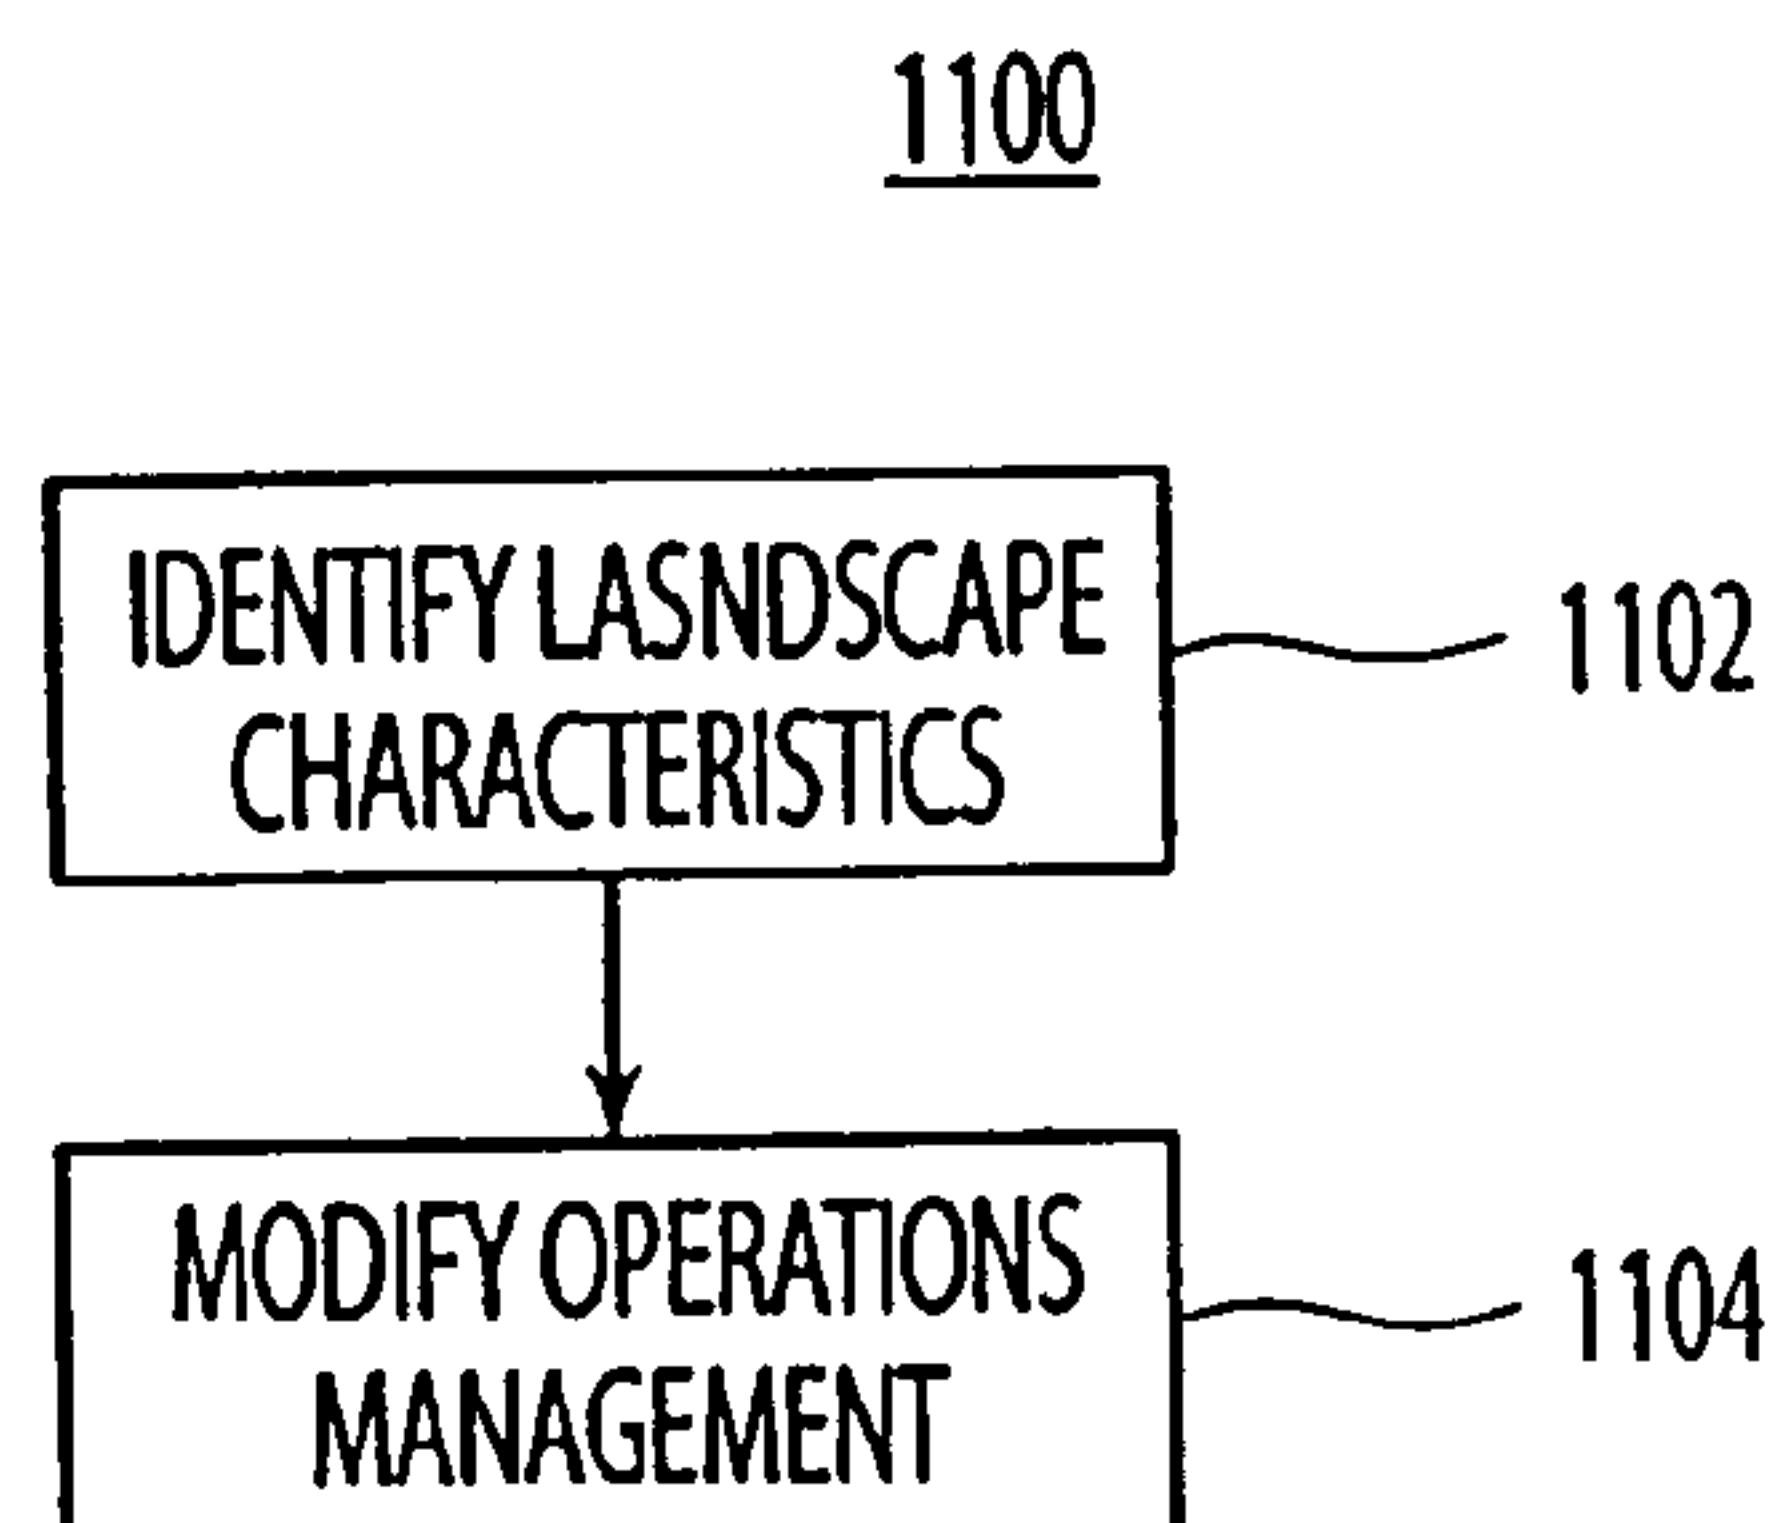 1100
IDENTIFY LASNDSCAPE
CHARACTERISTICS
1102
MODIFY OPERATIONS
MANAGEMENT
1104